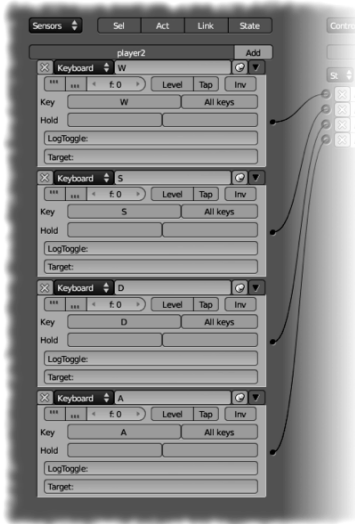 Sensors Sel Act Link State
player2 Add
Keyboard W
f: 0 Level Tap Inv
Key W All keys
Hold
LogToggle:
Target:
Keyboard S
f: 0 Level Tap Inv
Key S All keys
Hold
LogToggle:
Target:
Keyboard D
f: 0 Level Tap Inv
Key D All keys
Hold
LogToggle:
Target:
Keyboard A
f: 0 Level Tap Inv
Key A All keys
Hold
LogToggle:
Target:
St